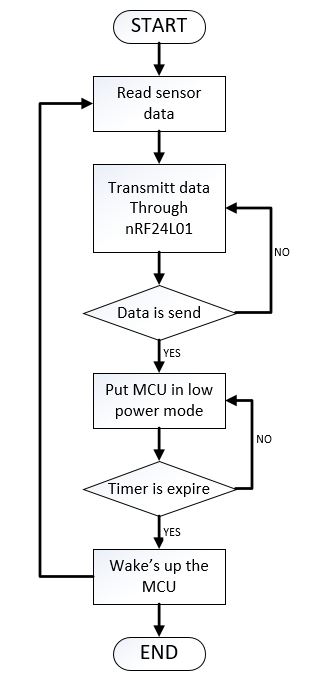 START
Read sensor
data
Transmitt data
Through
nRF24L01
NO
Data is send
YES
Put MCU in low
power mode
NO
Timer is expire
YES
Wake's up the
MCU
END